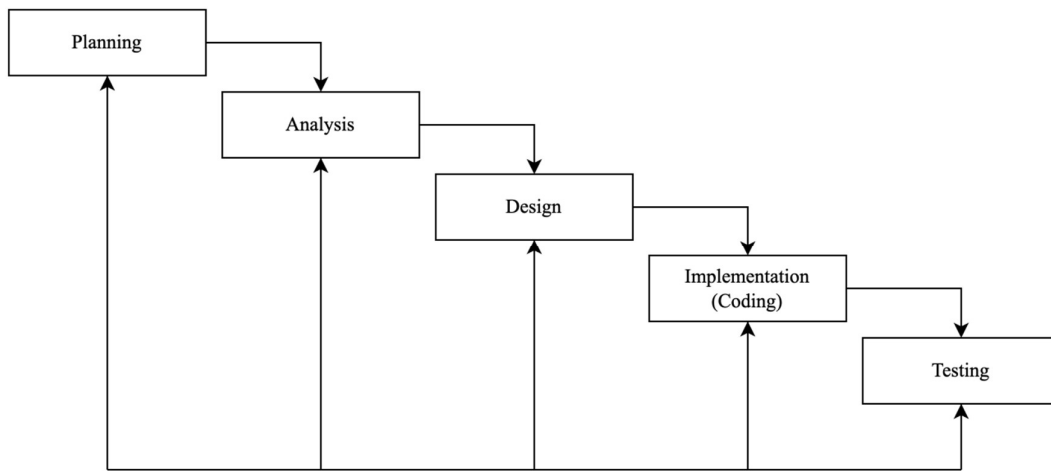 Planning
Analysis
Design
Implementation
(Coding)
Testing